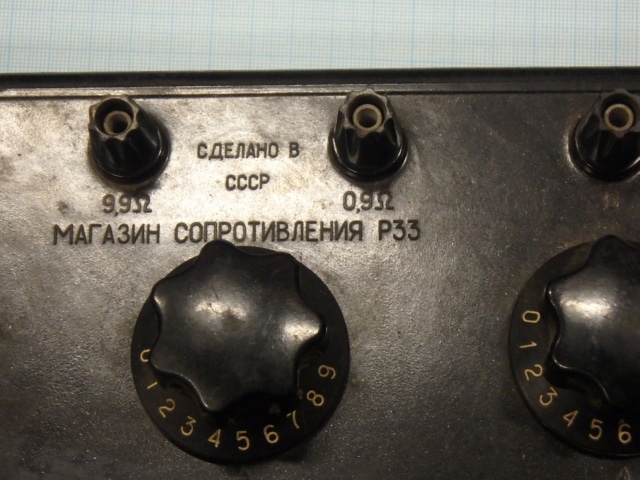 СДЕЛАНО В
СССР
9,9Ω
0,9Ω
МАГАЗИН СОПРОТИВЛЕНИЯ Р33
0 1 2 3 4 5 6 7 8 9
0 1 2 3 4 5 6